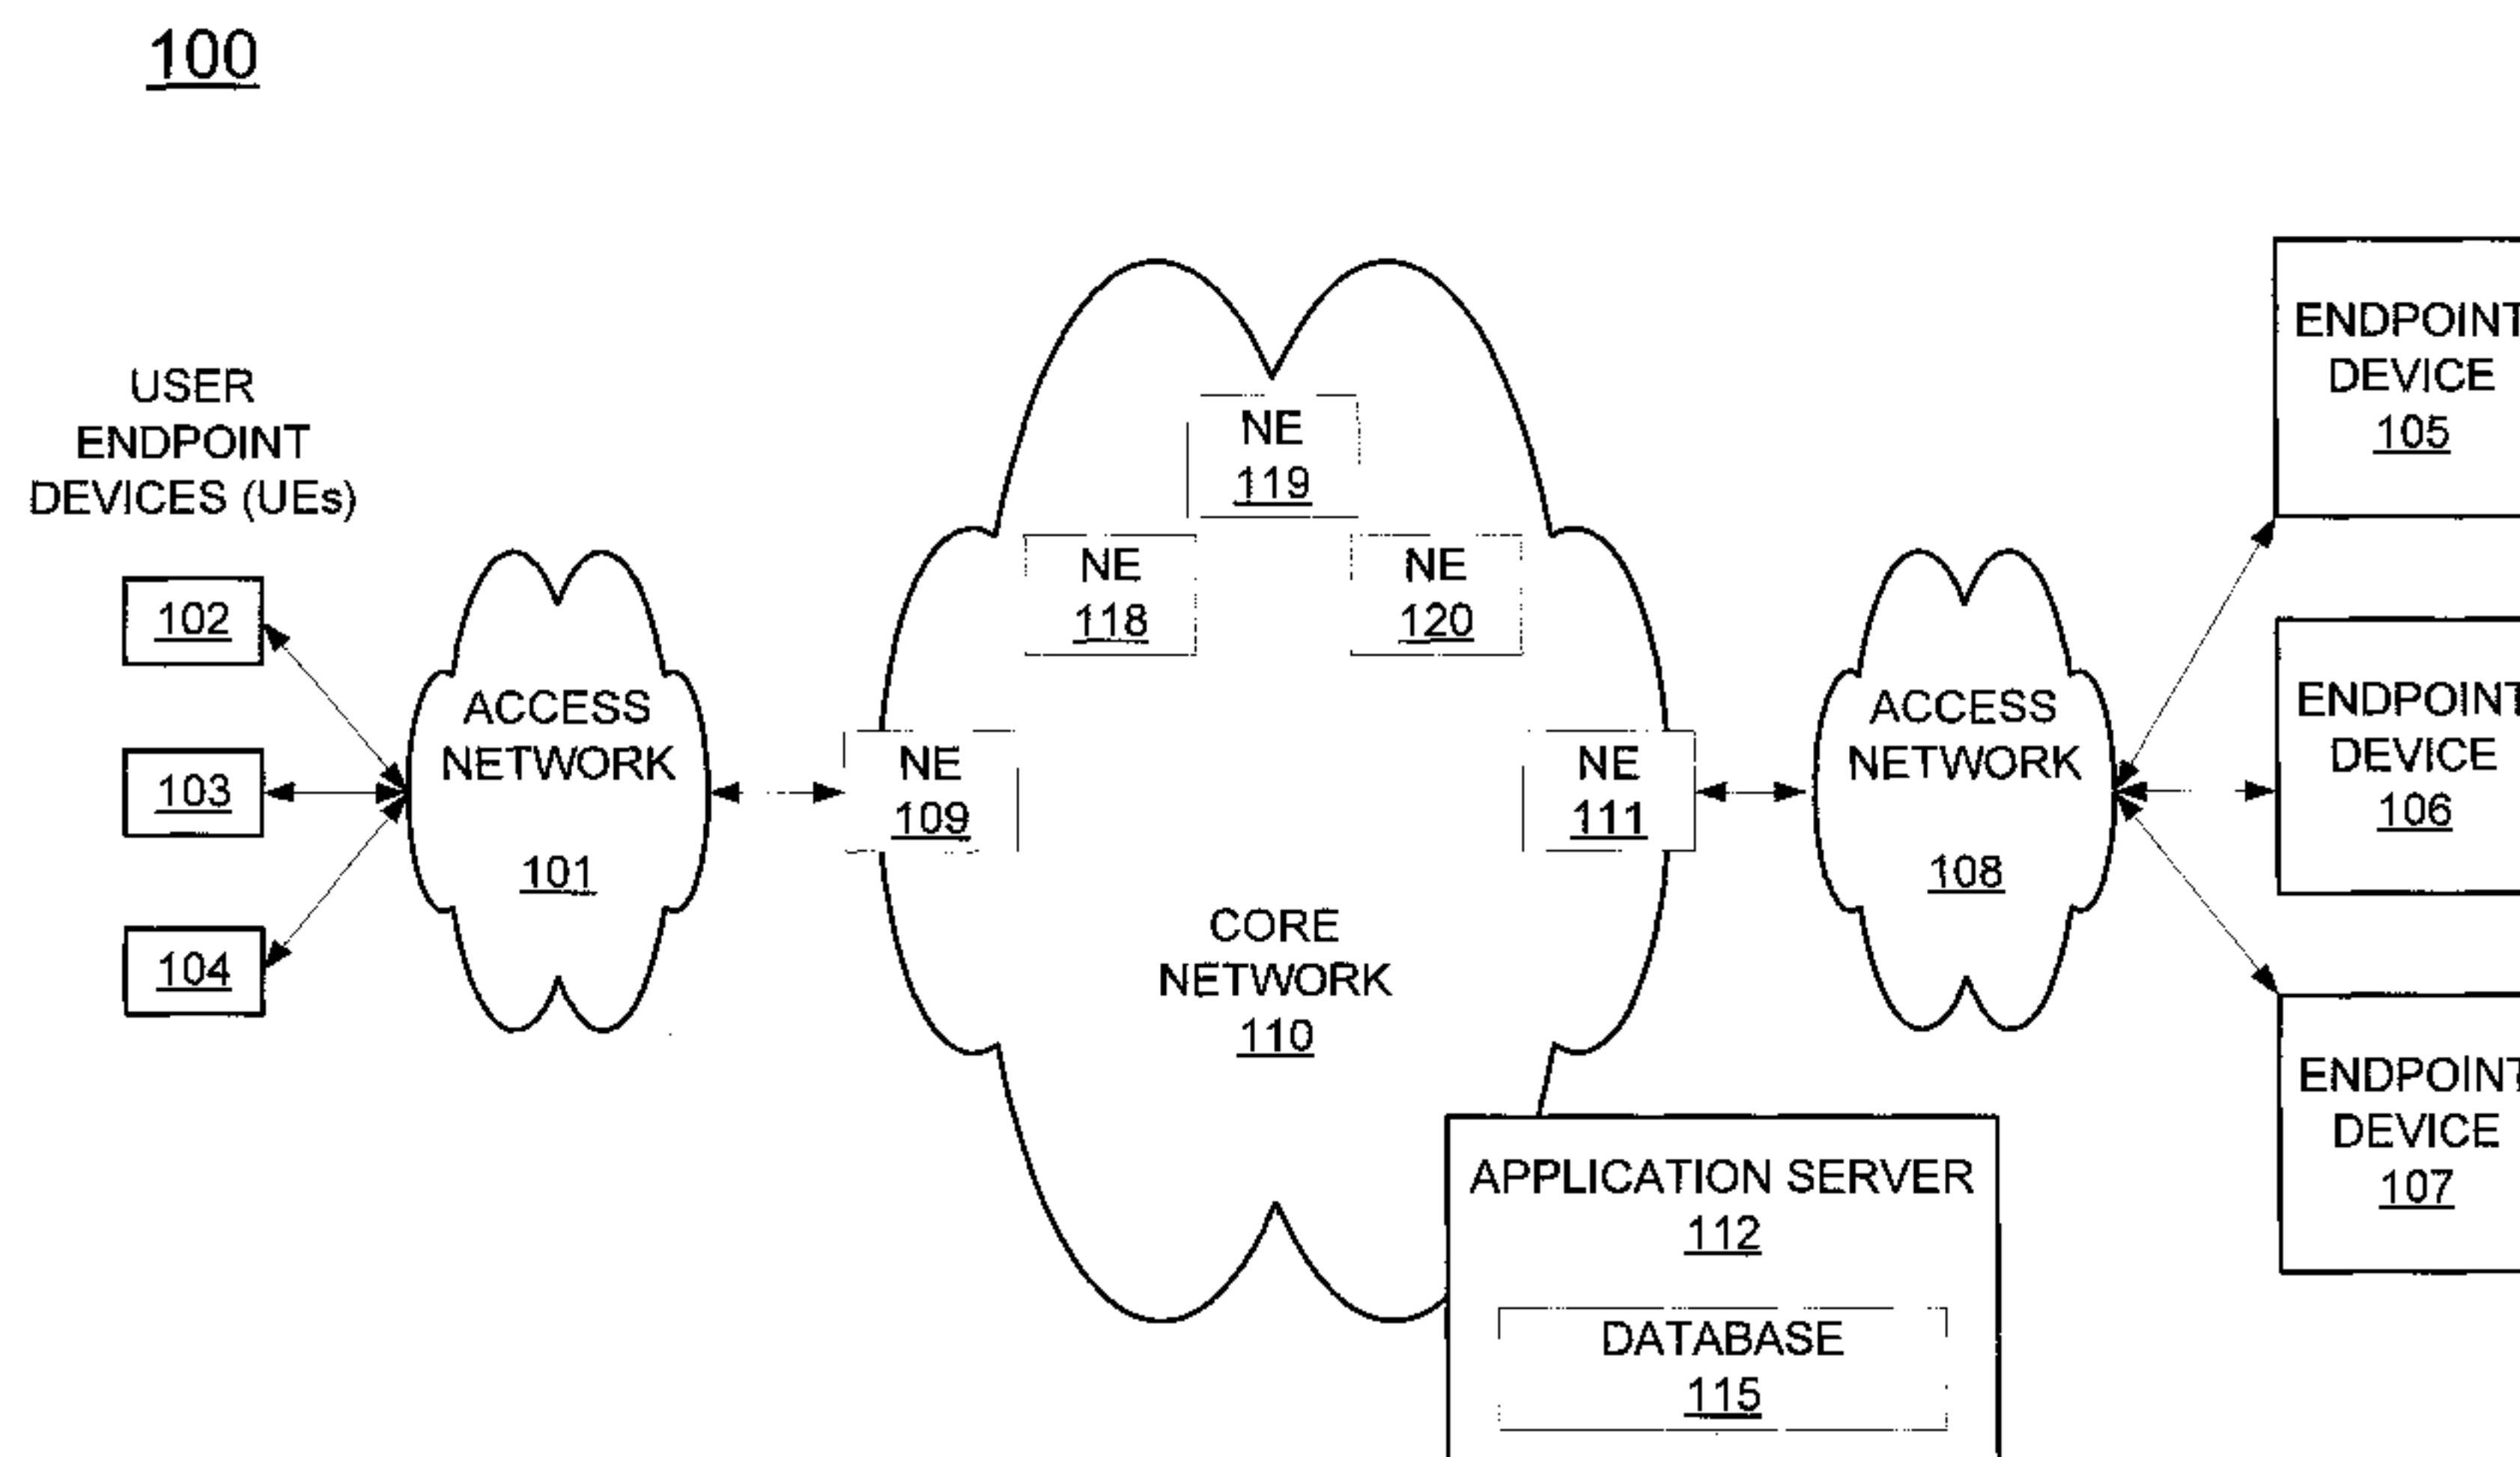 100
USER
ENDPOINT
DEVICES (UEs)
102
103
104
ACCESS
NETWORK
101
NE
119
NE
118
NE
120
NE
109
NE
111
CORE
NETWORK
110
APPLICATION SERVER
112
DATABASE
115
ACCESS
NETWORK
108
ENDPOINT
DEVICE
105
ENDPOINT
DEVICE
106
ENDPOINT
DEVICE
107